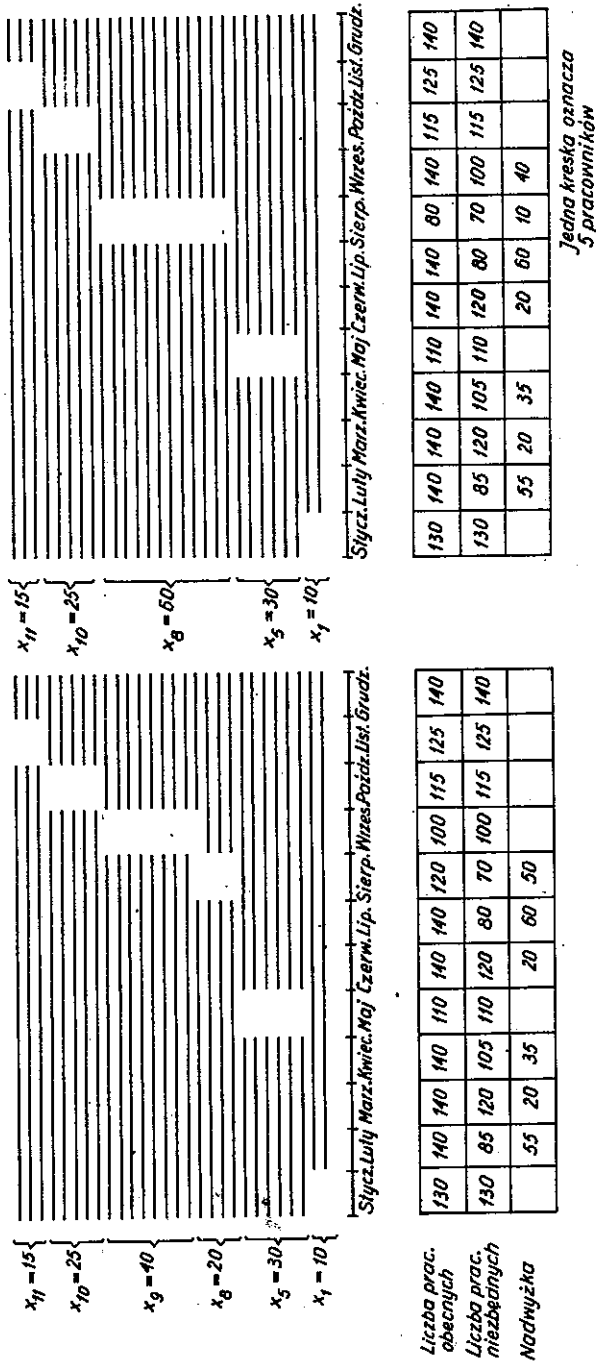 x₁₁ = 15
x₁₀ = 25
x₉ = 40
x₈ = 20
x₅ = 30
x₁ = 10
Stycz. Luty Marz. Kwiec. Maj Czerw. Lip. Sierp. Wrzes. Paźdz. List. Grudz.
Liczba prac. obecnych 130 140 140 140 110 140 140 120 100 115 125 140
Liczba prac. niezbędnych 130 85 120 105 110 120 80 70 100 115 125 140
Nadwyżka 55 20 35 20 60 50
x₁₁ = 15
x₁₀ = 25
x₈ = 60
x₅ = 30
x₁ = 10
Stycz. Luty Marz. Kwiec. Maj Czerw. Lip. Sierp. Wrzes. Paźdz. List. Grudz.
130 140 140 140 110 140 140 80 140 115 125 140
130 85 120 105 110 120 80 70 100 115 125 140
55 20 35 20 60 10 40
Jedna kreska oznacza
5 pracowników